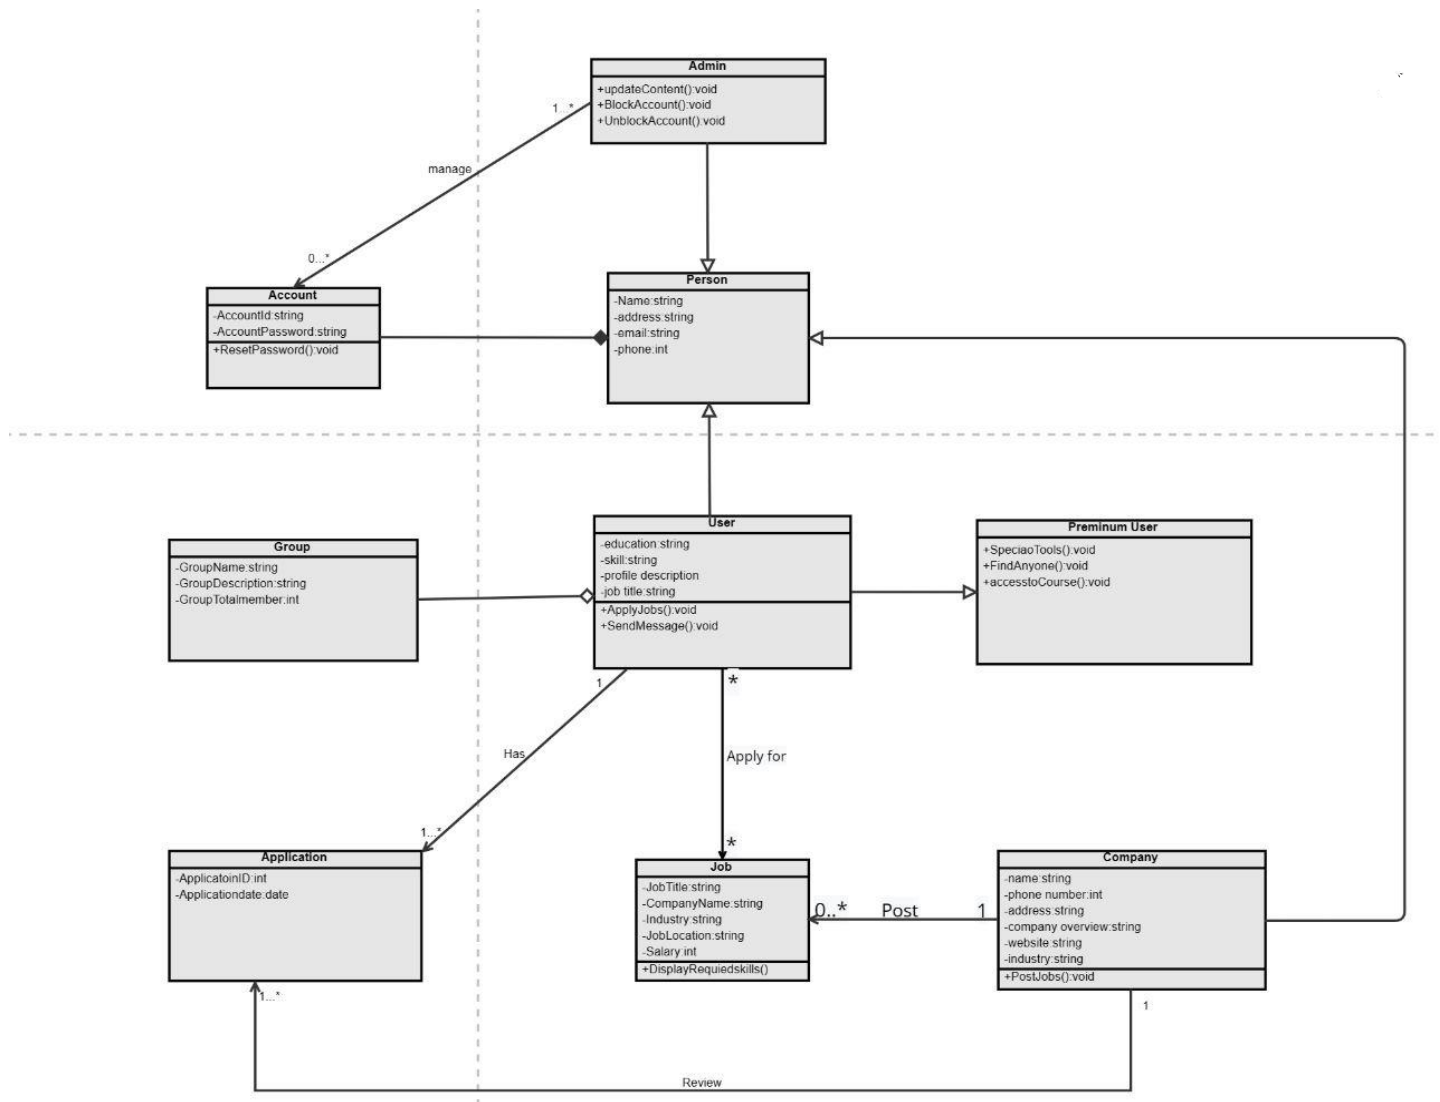 Admin
+updateContent():void
+BlockAccount():void
+UnblockAccount():void
1...*
manage
0...*
Account
-AccountId:string
-AccountPassword:string
+ResetPassword():void
Person
-Name:string
-address:string
-email:string
-phone:int
Group
-GroupName:string
-GroupDescription:string
-GroupTotalmember:int
User
-education:string
-skill:string
-profile description
-job title:string
+ApplyJobs():void
+SendMessage():void
Preminum User
+SpeciaoTools():void
+FindAnyone():void
+accesstoCourse():void
1
*
Has
Apply for
1...*
*
Application
-ApplicatoinID:int
-Applicationdate:date
Job
-JobTitle:string
-CompanyName:string
-Industry:string
-JobLocation:string
-Salary:int
+DisplayRequiedskills()
0..* Post 1
Company
-name:string
-phone number:int
-address:string
-company overview:string
-website:string
-industry:string
+PostJobs():void
1...*
1
Review